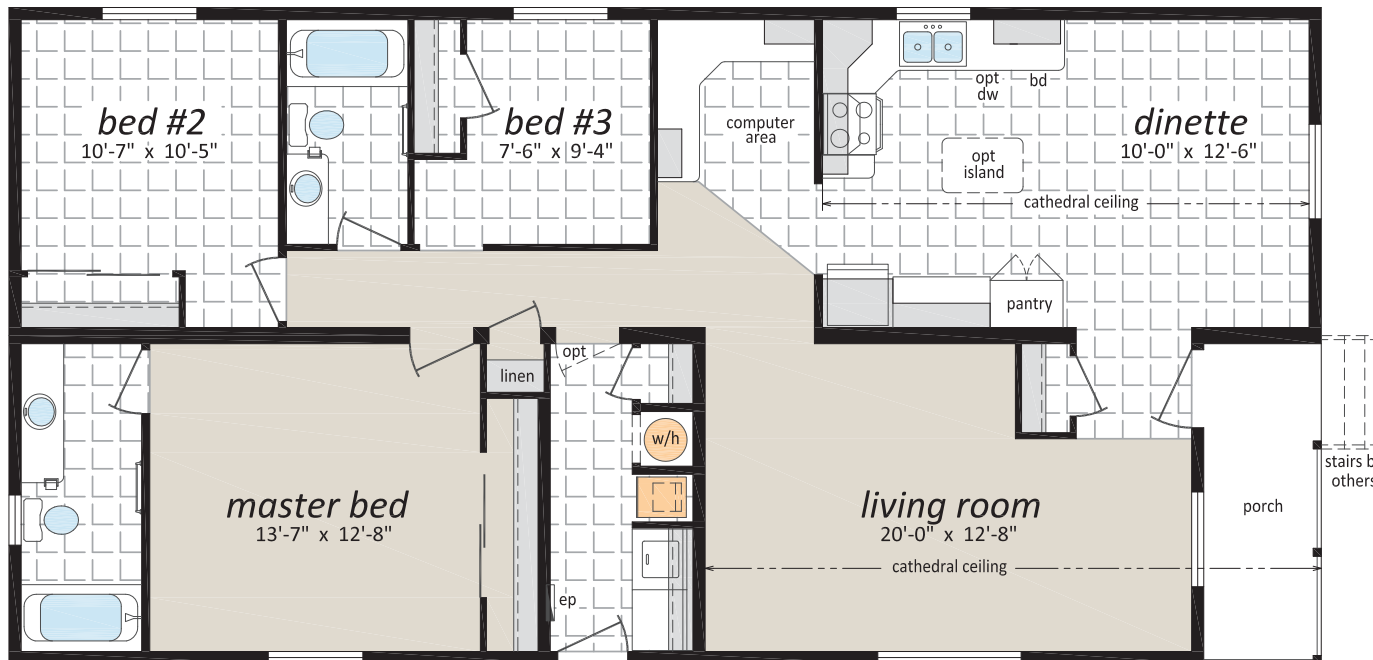 bed #2
10'-7" x 10'-5"
bed #3
7'-6" x 9'-4"
computer
area
opt
dw
bd
opt
island
dinette
10'-0" x 12'-6"
cathedral ceiling
pantry
opt
linen
w/h
master bed
13'-7" x 12'-8"
ep
living room
20'-0" x 12'-8"
cathedral ceiling
porch
stairs b
others